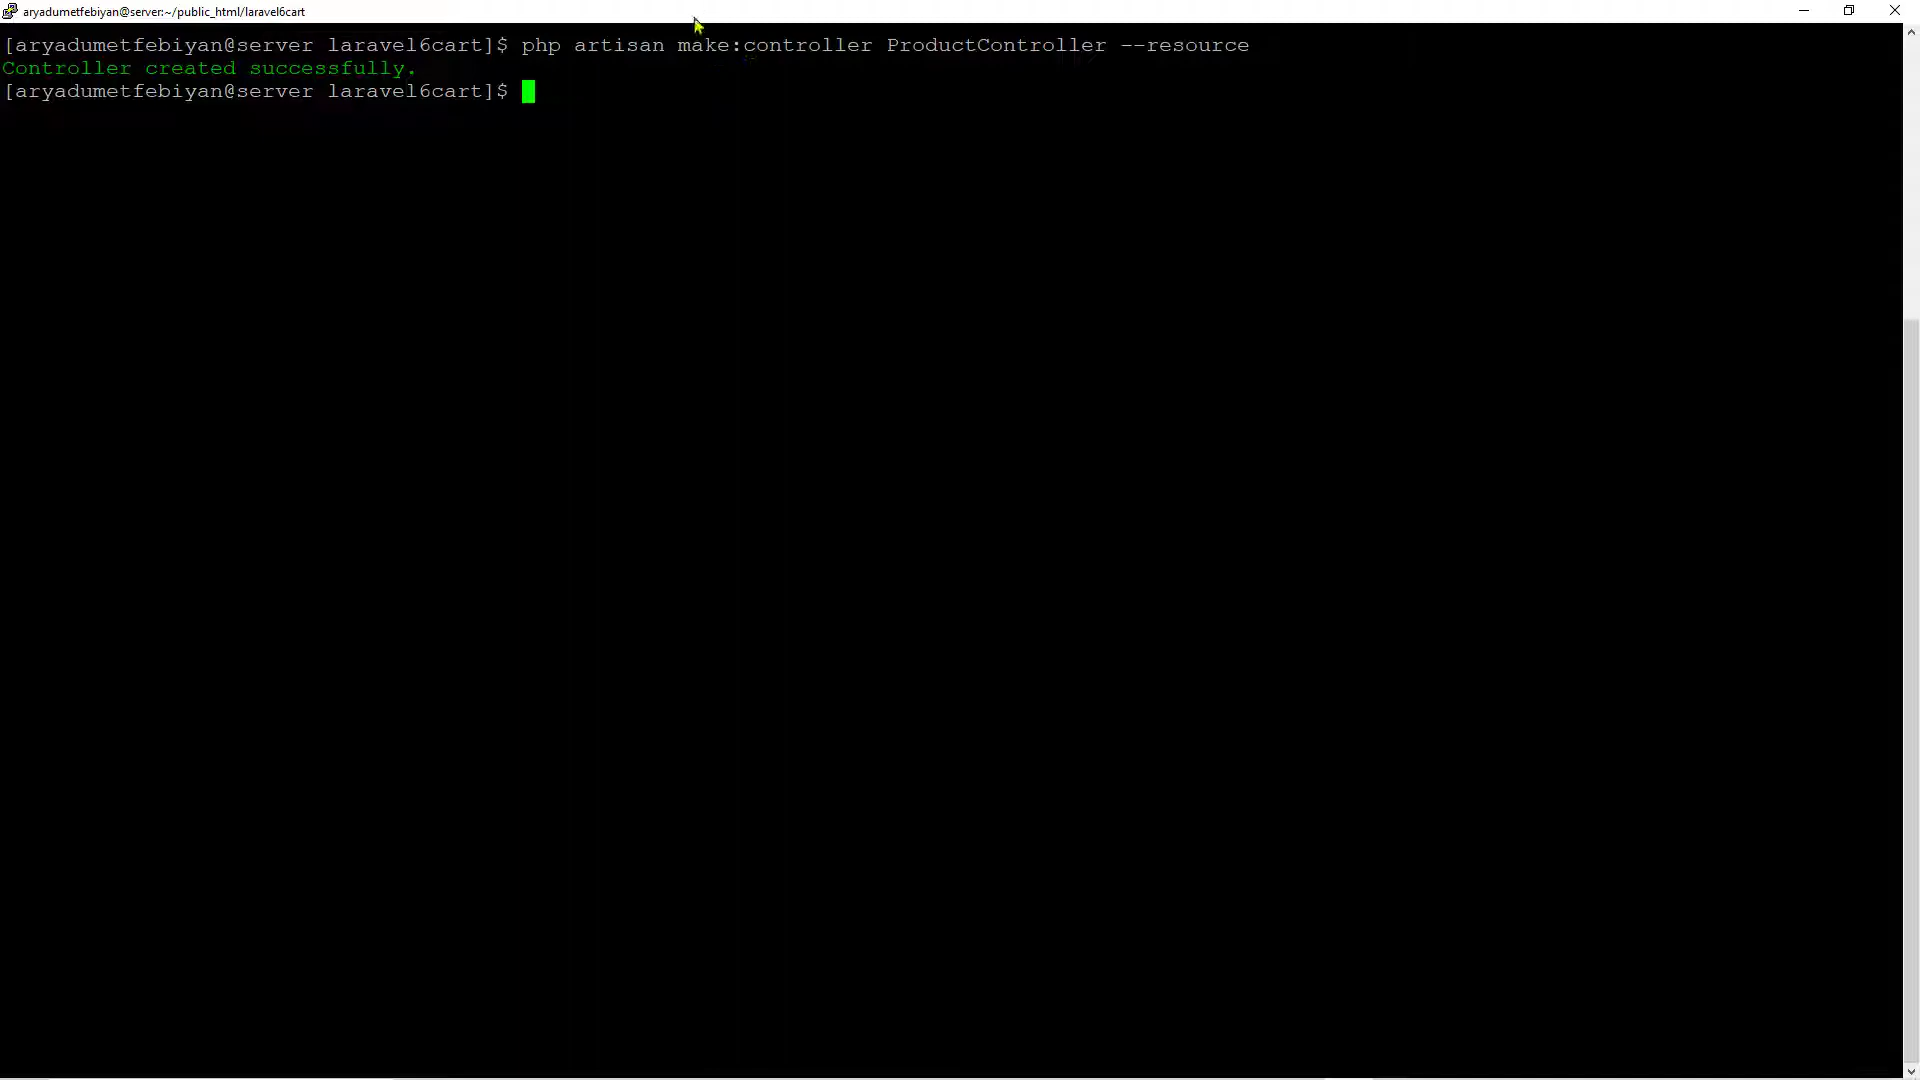 aryadumetfebiyan@server:~/public_html/laravel6cart
[aryadumetfebiyan@server laravel6cart]$ php artisan make:controller ProductController --resource
Controller created successfully.
[aryadumetfebiyan@server laravel6cart]$